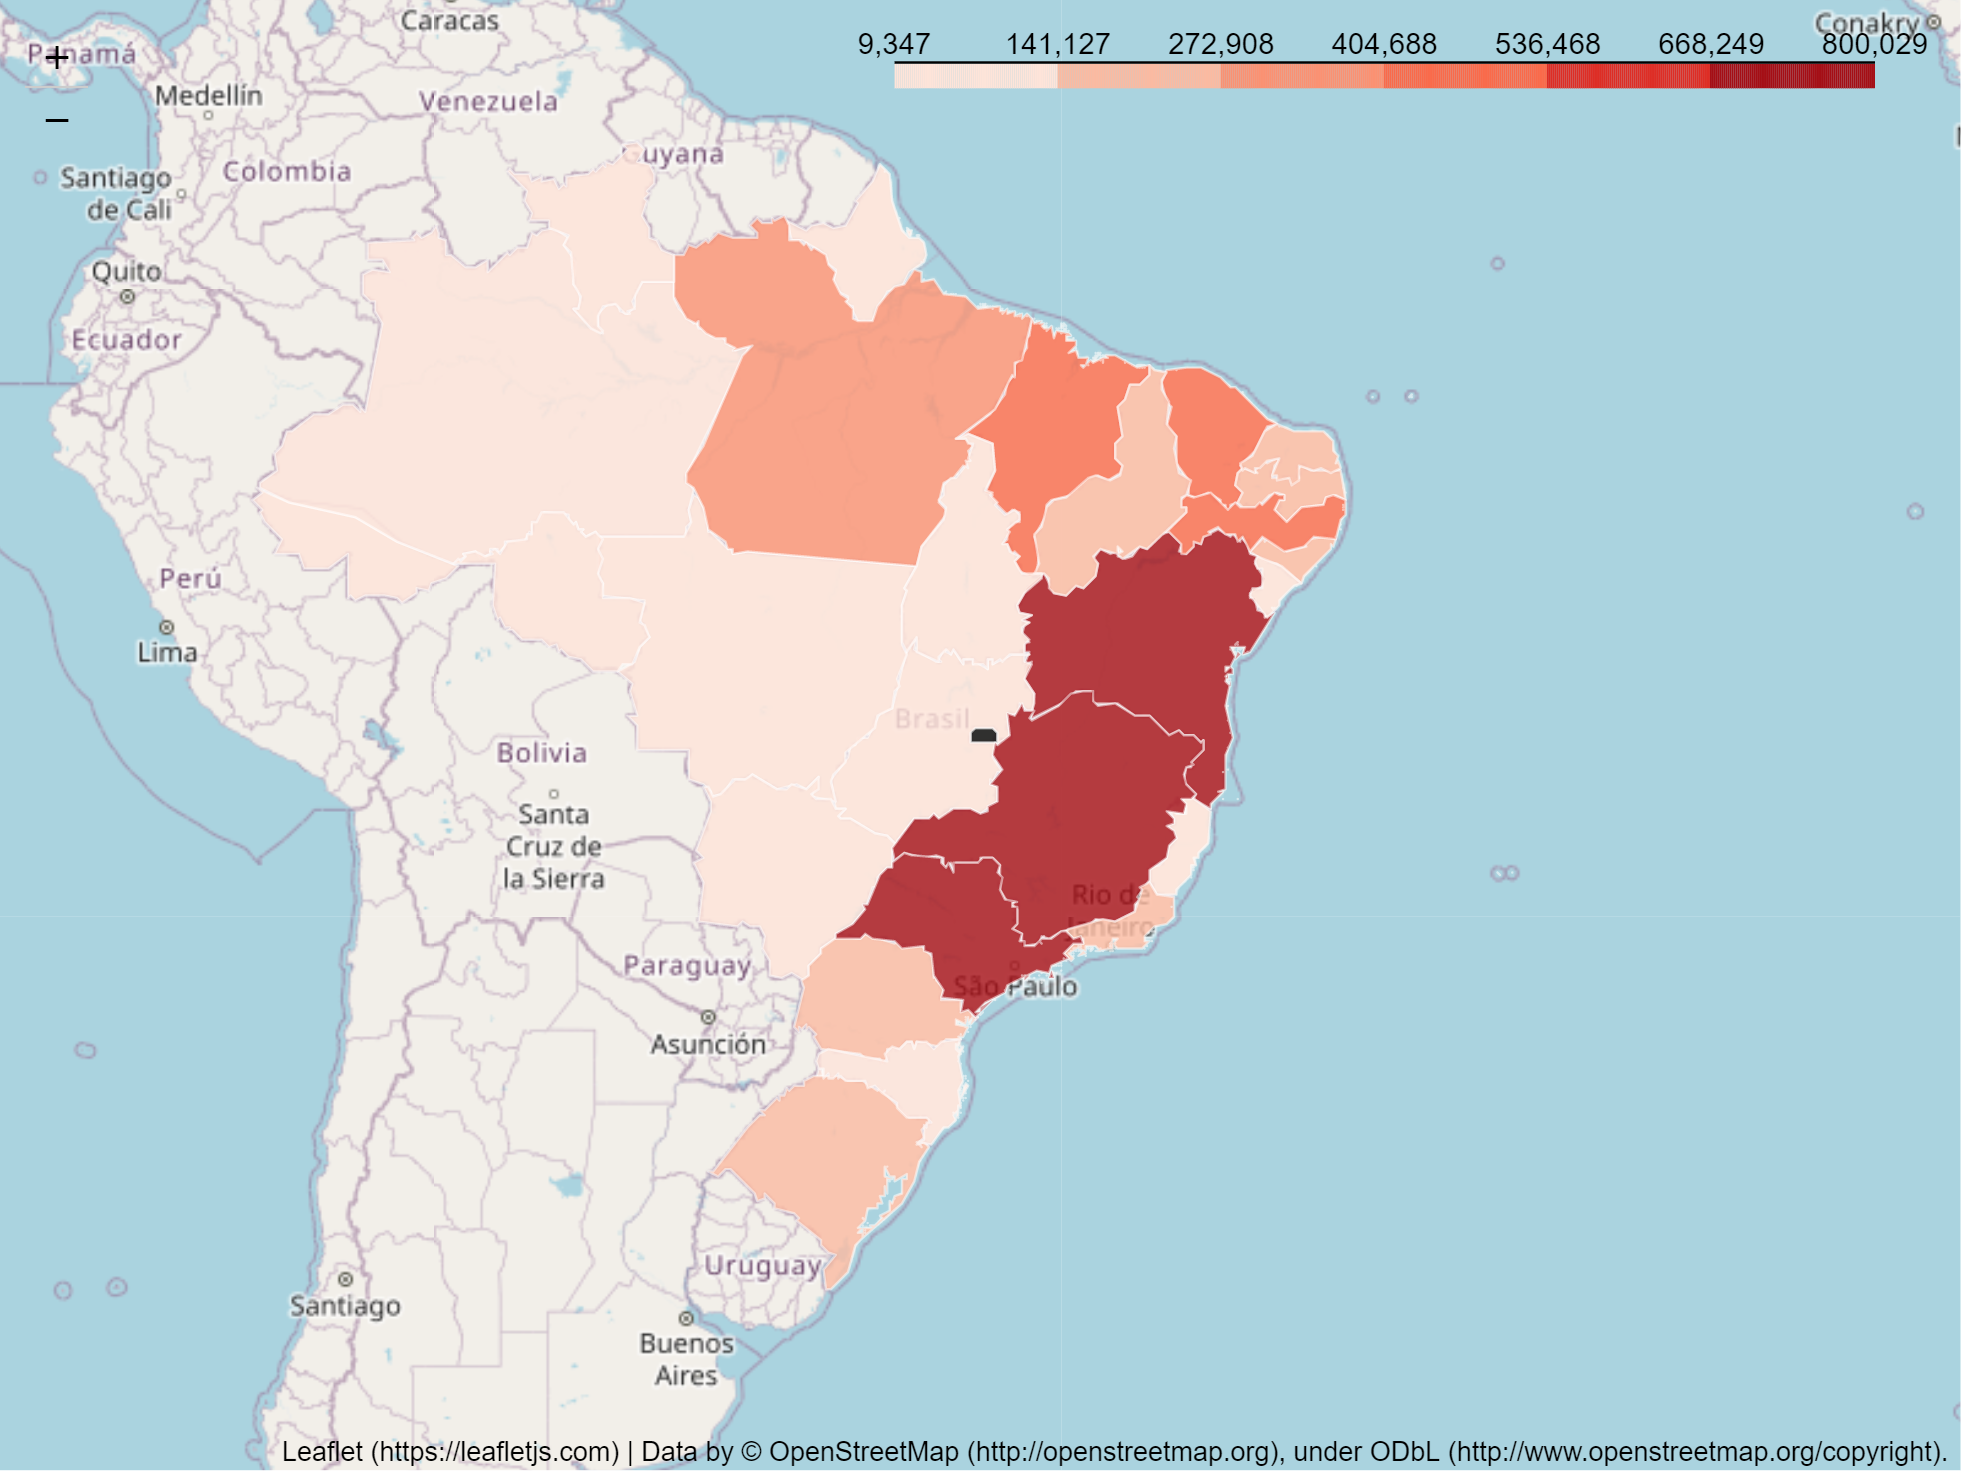 Caracas
Conakry
Panamá
+
9,347 141,127 272,908 404,688 536,468 668,249 800,029
Medellín
Venezuela
−
Guyana
Santiago
de Cali
Colombia
Quito
Ecuador
Perú
Lima
Brasil
Bolivia
Santa
Cruz de
la Sierra
Rio de
Janeiro
Paraguay
São Paulo
Asunción
Uruguay
Santiago
Buenos
Aires
Leaflet (https://leafletjs.com) | Data by © OpenStreetMap (http://openstreetmap.org), under ODbL (http://www.openstreetmap.org/copyright).